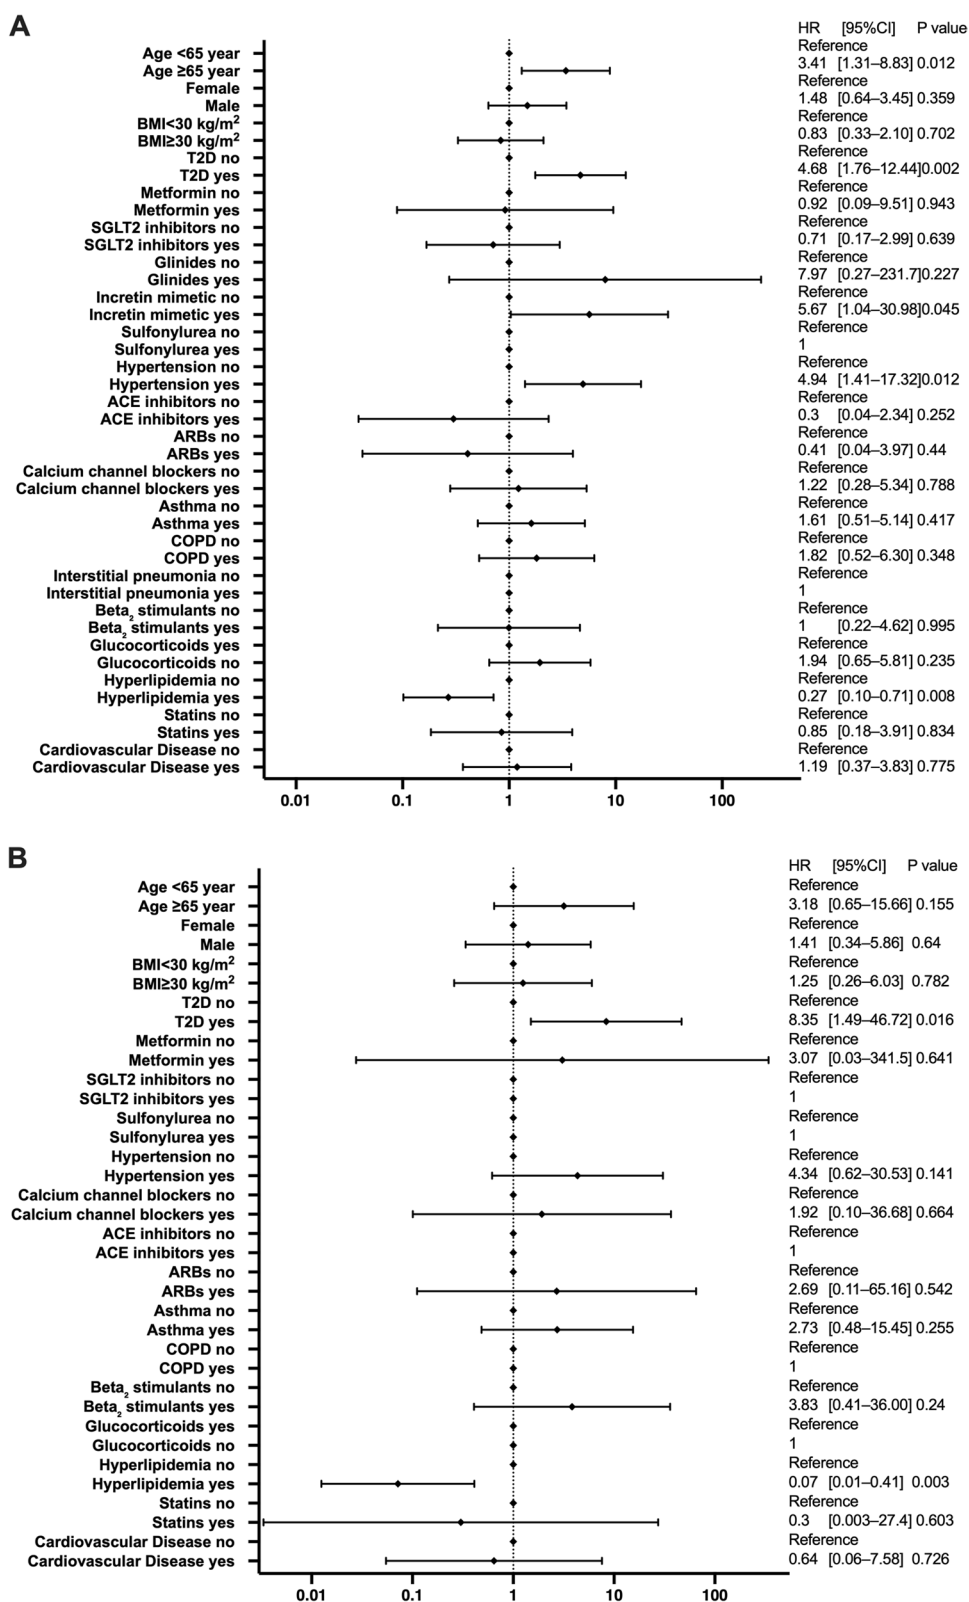 A
HR [95%CI] P value
Age <65 year Reference
Age ≥65 year 3.41 [1.31–8.83] 0.012
Female Reference
Male 1.48 [0.64–3.45] 0.359
BMI<30 kg/m² Reference
BMI≥30 kg/m² 0.83 [0.33–2.10] 0.702
T2D no Reference
T2D yes 4.68 [1.76–12.44]0.002
Metformin no Reference
Metformin yes 0.92 [0.09–9.51] 0.943
SGLT2 inhibitors no Reference
SGLT2 inhibitors yes 0.71 [0.17–2.99] 0.639
Glinides no Reference
Glinides yes 7.97 [0.27–231.7]0.227
Incretin mimetic no Reference
Incretin mimetic yes 5.67 [1.04–30.98]0.045
Sulfonylurea no Reference
Sulfonylurea yes 1
Hypertension no Reference
Hypertension yes 4.94 [1.41–17.32]0.012
ACE inhibitors no Reference
ACE inhibitors yes 0.3 [0.04–2.34] 0.252
ARBs no Reference
ARBs yes 0.41 [0.04–3.97] 0.44
Calcium channel blockers no Reference
Calcium channel blockers yes 1.22 [0.28–5.34] 0.788
Asthma no Reference
Asthma yes 1.61 [0.51–5.14] 0.417
COPD no Reference
COPD yes 1.82 [0.52–6.30] 0.348
Interstitial pneumonia no Reference
Interstitial pneumonia yes 1
Beta₂ stimulants no Reference
Beta₂ stimulants yes 1 [0.22–4.62] 0.995
Glucocorticoids yes Reference
Glucocorticoids no 1.94 [0.65–5.81] 0.235
Hyperlipidemia no Reference
Hyperlipidemia yes 0.27 [0.10–0.71] 0.008
Statins no Reference
Statins yes 0.85 [0.18–3.91] 0.834
Cardiovascular Disease no Reference
Cardiovascular Disease yes 1.19 [0.37–3.83] 0.775
0.01 0.1 1 10 100
B
HR [95%CI] P value
Age <65 year Reference
Age ≥65 year 3.18 [0.65–15.66] 0.155
Female Reference
Male 1.41 [0.34–5.86] 0.64
BMI<30 kg/m² Reference
BMI≥30 kg/m² 1.25 [0.26–6.03] 0.782
T2D no Reference
T2D yes 8.35 [1.49–46.72] 0.016
Metformin no Reference
Metformin yes 3.07 [0.03–341.5] 0.641
SGLT2 inhibitors no Reference
SGLT2 inhibitors yes 1
Sulfonylurea no Reference
Sulfonylurea yes 1
Hypertension no Reference
Hypertension yes 4.34 [0.62–30.53] 0.141
Calcium channel blockers no Reference
Calcium channel blockers yes 1.92 [0.10–36.68] 0.664
ACE inhibitors no Reference
ACE inhibitors yes 1
ARBs no Reference
ARBs yes 2.69 [0.11–65.16] 0.542
Asthma no Reference
Asthma yes 2.73 [0.48–15.45] 0.255
COPD no Reference
COPD yes 1
Beta₂ stimulants no Reference
Beta₂ stimulants yes 3.83 [0.41–36.00] 0.24
Glucocorticoids yes Reference
Glucocorticoids no 1
Hyperlipidemia no Reference
Hyperlipidemia yes 0.07 [0.01–0.41] 0.003
Statins no Reference
Statins yes 0.3 [0.003–27.4] 0.603
Cardiovascular Disease no Reference
Cardiovascular Disease yes 0.64 [0.06–7.58] 0.726
0.01 0.1 1 10 100